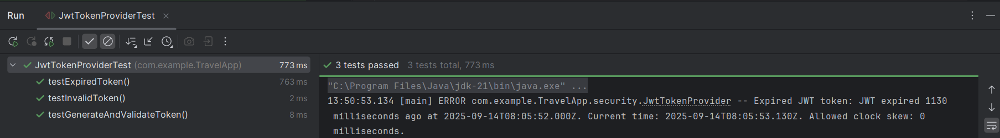 Run JwtTokenProviderTest
JwtTokenProviderTest (com.example.TravelApp) 773 ms
testExpiredToken() 763 ms
testInvalidToken() 2 ms
testGenerateAndValidateToken() 8 ms
3 tests passed 3 tests total, 773 ms
"C:\Program Files\Java\jdk-21\bin\java.exe" ...
13:50:53.134 [main] ERROR com.example.TravelApp.security.JwtTokenProvider -- Expired JWT token: JWT expired 1130
milliseconds ago at 2025-09-14T08:05:52.000Z. Current time: 2025-09-14T08:05:53.130Z. Allowed clock skew: 0
milliseconds.